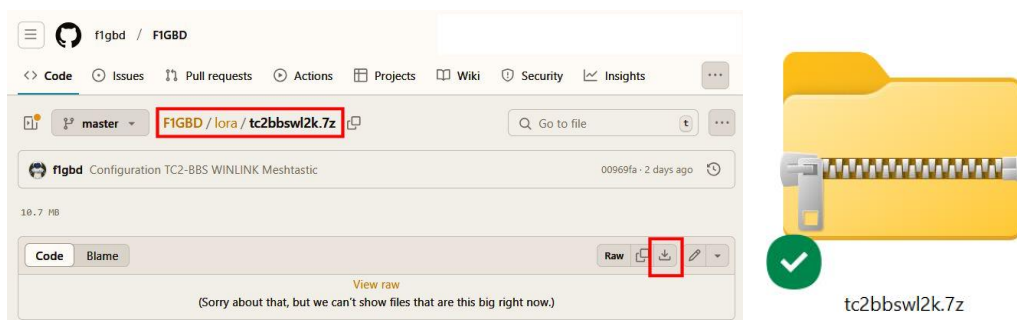 f1gbd / F1GBD
<> Code Issues Pull requests Actions Projects Wiki Security Insights ...
master F1GBD / lora / tc2bbswl2k.7z Go to file t ...
f1gbd Configuration TC2-BBS WINLINK Meshtastic 00969fa · 2 days ago
10.7 MB
Code Blame Raw
View raw
(Sorry about that, but we can't show files that are this big right now.)
tc2bbswl2k.7z